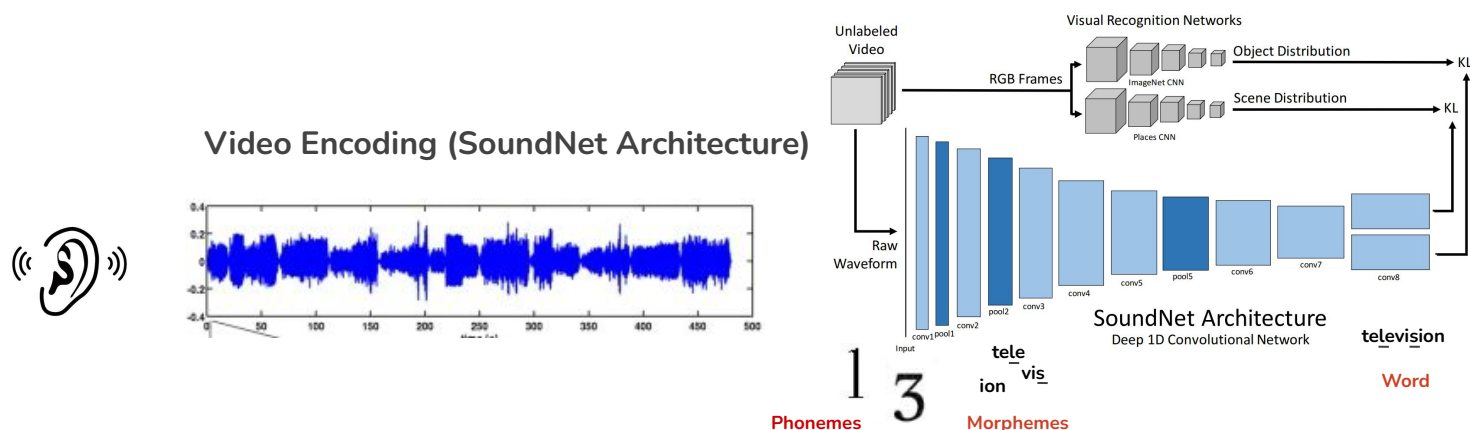 Video Encoding (SoundNet Architecture)
0.4
0.2
0
-0.2
-0.4
0 50 100 150 200 250 300 350 400 450 500
Visual Recognition Networks
Unlabeled
Video
RGB Frames
ImageNet CNN
Object Distribution
KL
Places CNN
Scene Distribution
KL
Raw
Waveform
Input
conv1
pool1
conv2
pool2
conv3
conv4
conv5
pool5
conv6
conv7
conv8
SoundNet Architecture
Deep 1D Convolutional Network
tele
vis
ion
television
Phonemes
Morphemes
Word